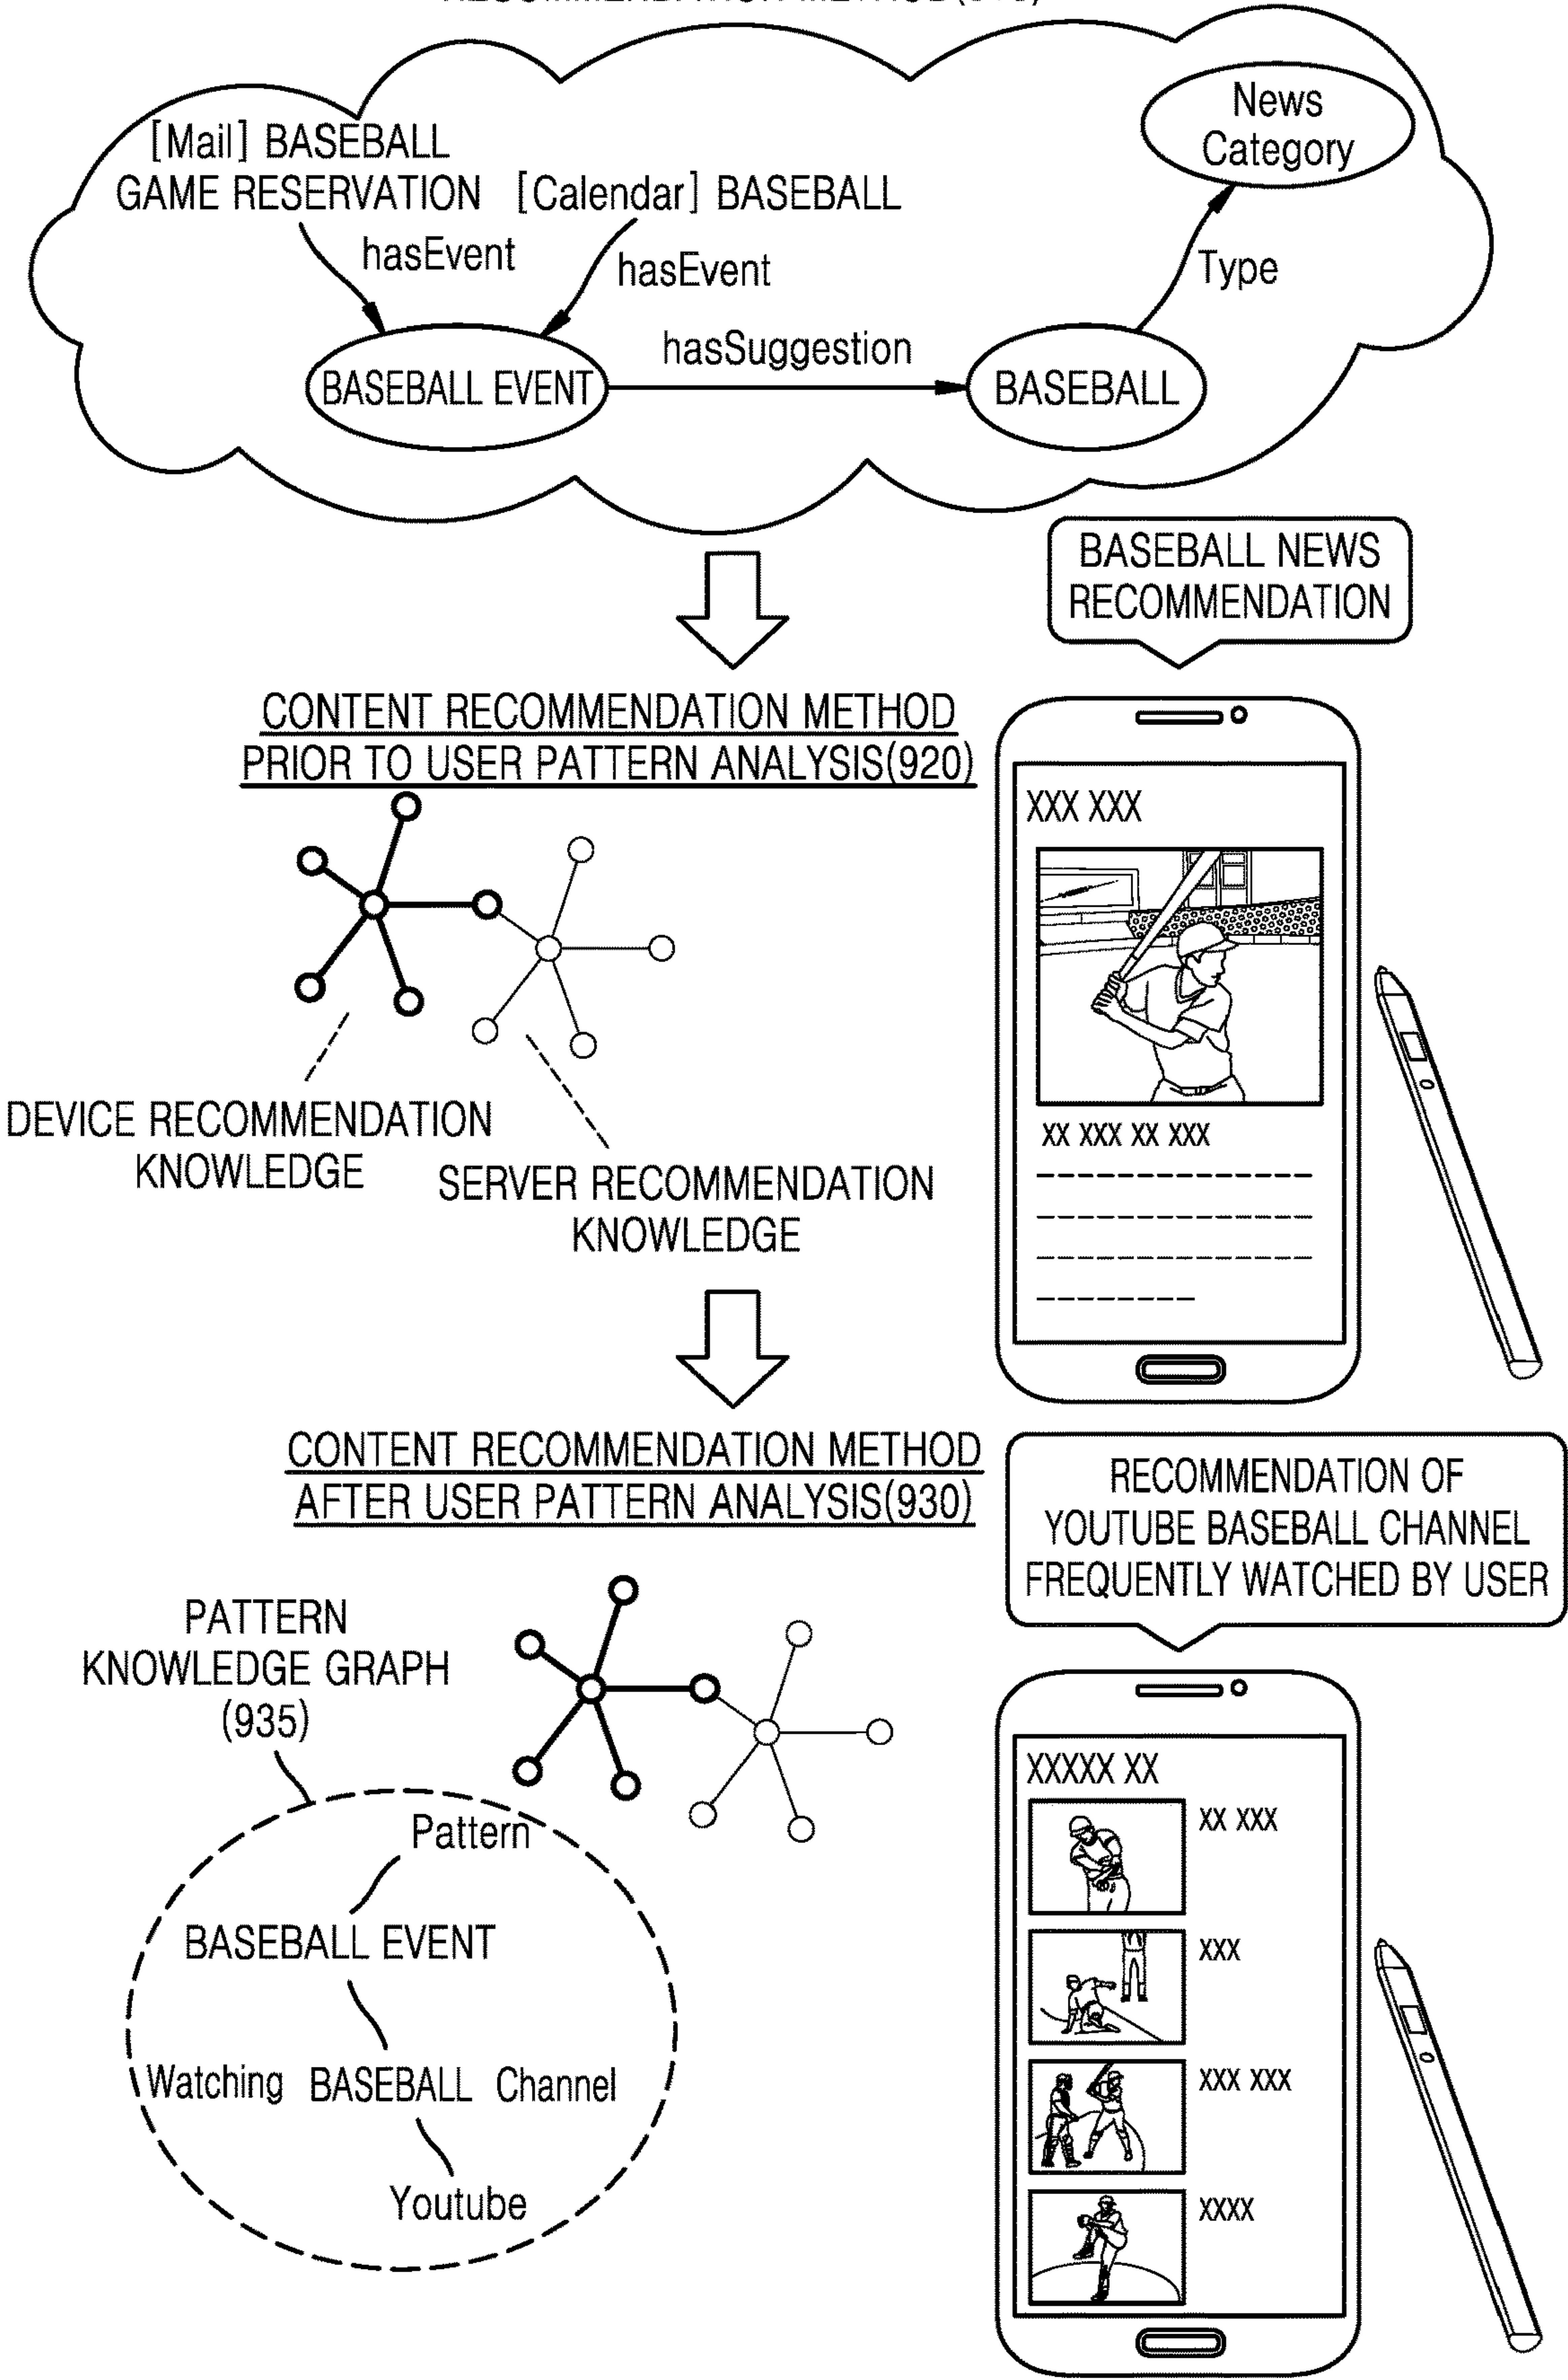 [Mail] BASEBALL
GAME RESERVATION
[Calendar] BASEBALL
News
Category
hasEvent
hasEvent
Type
hasSuggestion
BASEBALL EVENT
BASEBALL
BASEBALL NEWS
RECOMMENDATION
CONTENT RECOMMENDATION METHOD
PRIOR TO USER PATTERN ANALYSIS(920)
XXX XXX
XX XXX XX XXX
DEVICE RECOMMENDATION
KNOWLEDGE
SERVER RECOMMENDATION
KNOWLEDGE
CONTENT RECOMMENDATION METHOD
AFTER USER PATTERN ANALYSIS(930)
RECOMMENDATION OF
YOUTUBE BASEBALL CHANNEL
FREQUENTLY WATCHED BY USER
PATTERN
KNOWLEDGE GRAPH
(935)
Pattern
BASEBALL EVENT
Watching BASEBALL Channel
Youtube
XXXXX XX
XX XXX
XXX
XXX XXX
XXXX